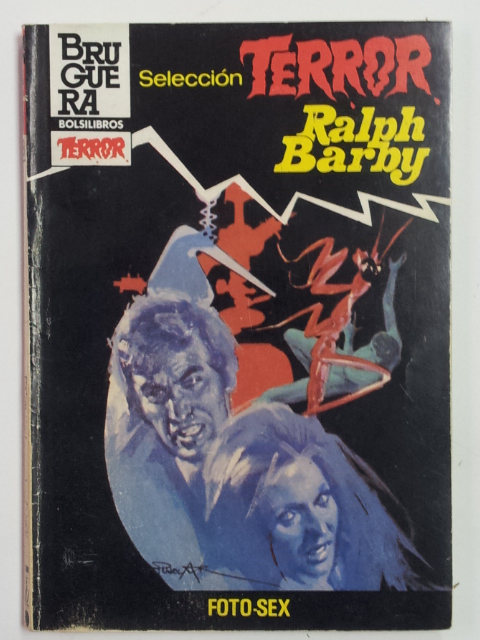 BRU
GUE
RA
BOLSILIBROS
TERROR
Selección TERROR
Ralph
Barby
FOTO-SEX